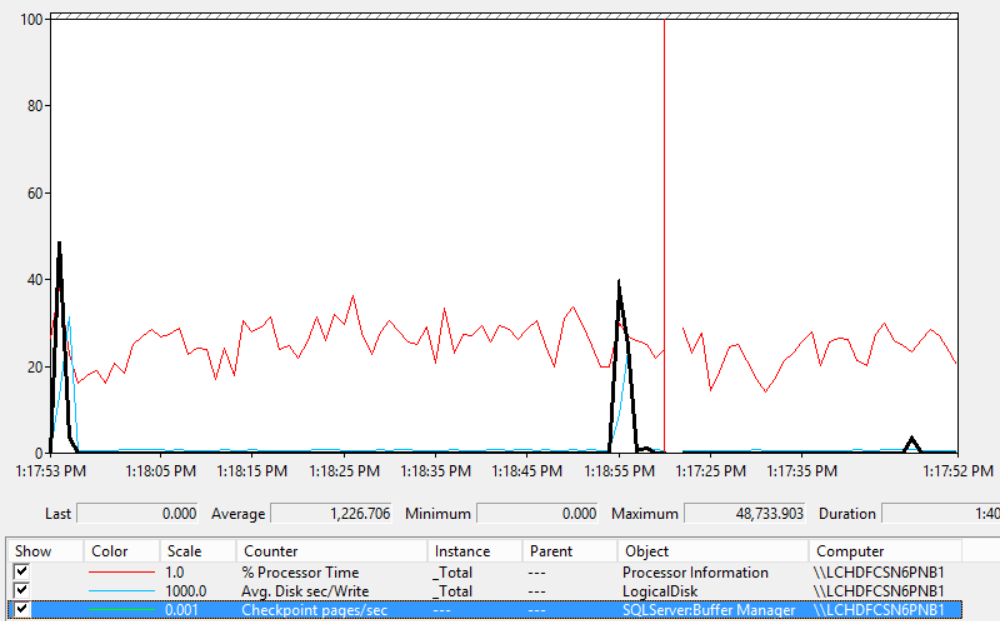 100
80
60
40
20
0
1:17:53 PM 1:18:05 PM 1:18:15 PM 1:18:25 PM 1:18:35 PM 1:18:45 PM 1:18:55 PM 1:17:25 PM 1:17:35 PM 1:17:52 PM
Last 0.000 Average 1,226.706 Minimum 0.000 Maximum 48,733.903 Duration 1:40
Show Color Scale Counter Instance Parent Object Computer
1.0 % Processor Time _Total --- Processor Information \\LCHDFCSN6PNB1
1000.0 Avg. Disk sec/Write _Total --- LogicalDisk \\LCHDFCSN6PNB1
0.001 Checkpoint pages/sec --- --- SQLServer:Buffer Manager \\LCHDFCSN6PNB1